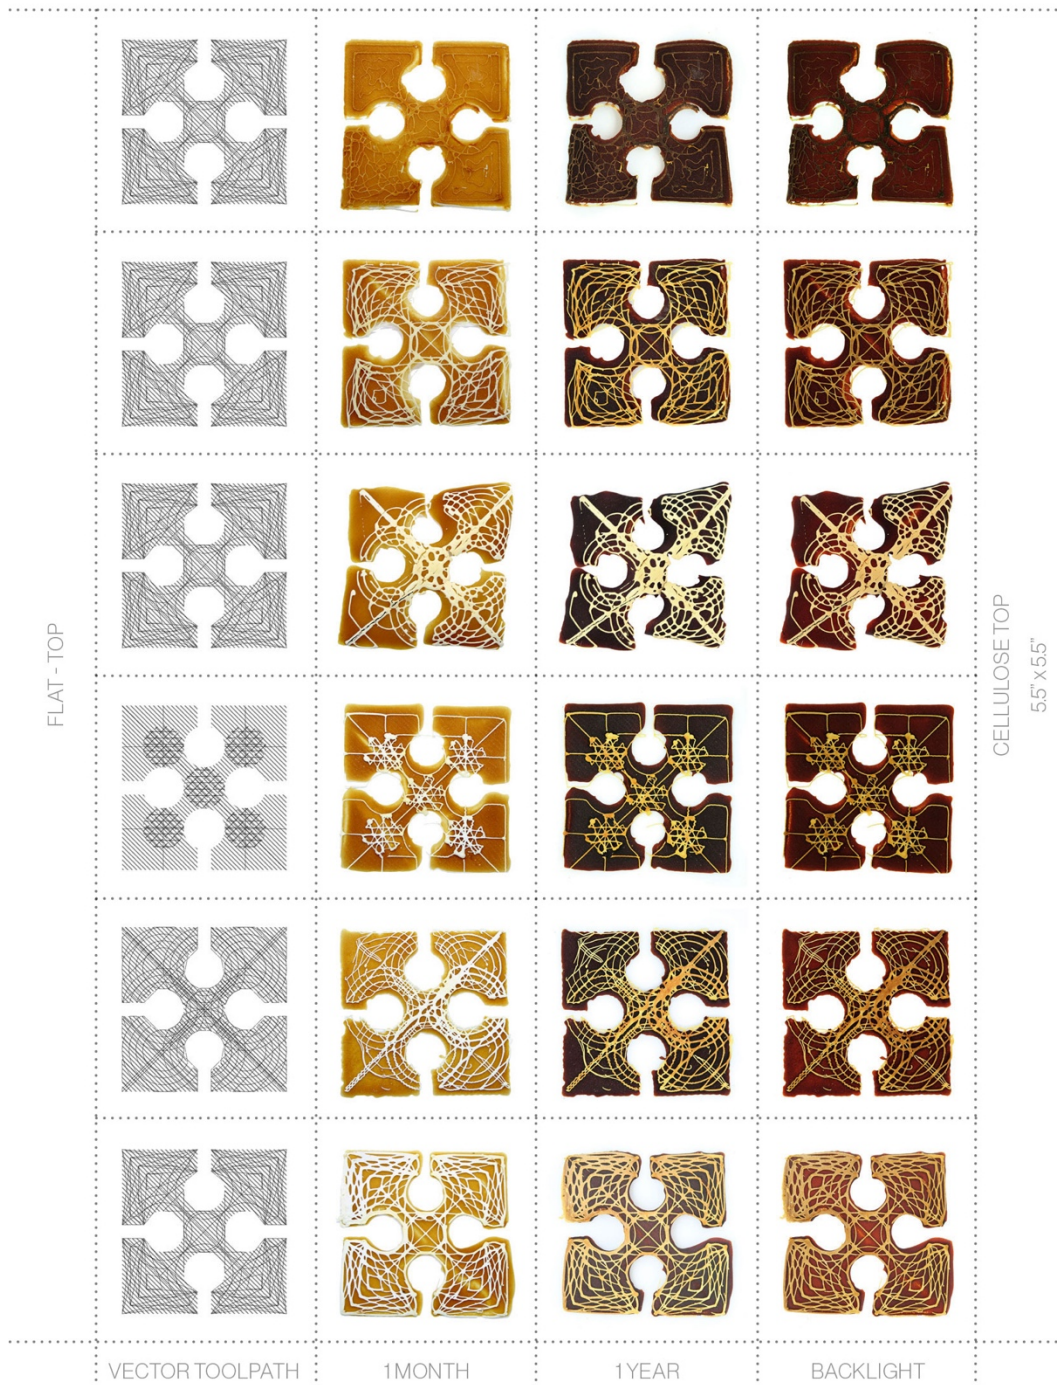 FLAT - TOP
CELLULOSE TOP
5.5" x 5.5"
VECTOR TOOLPATH
1 MONTH
1 YEAR
BACKLIGHT